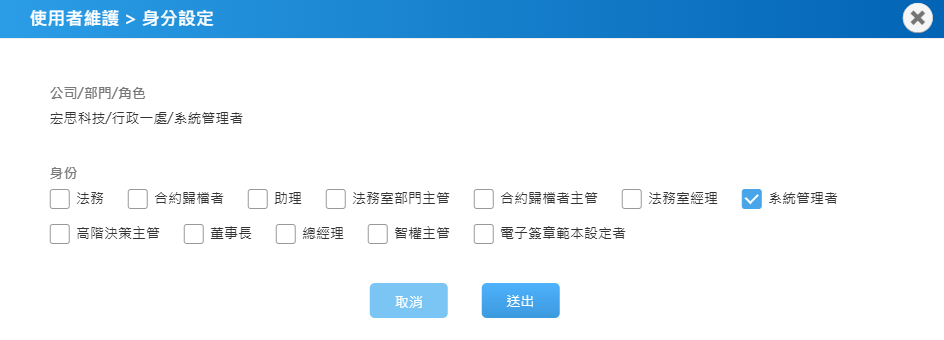 使用者維護 > 身分設定
公司/部門/角色
宏思科技/行政一處/系統管理者
身份
法務 合約歸檔者 助理 法務室部門主管 合約歸檔者主管 法務室經理 系統管理者
高階決策主管 董事長 總經理 智權主管 電子簽章範本設定者
取消 送出